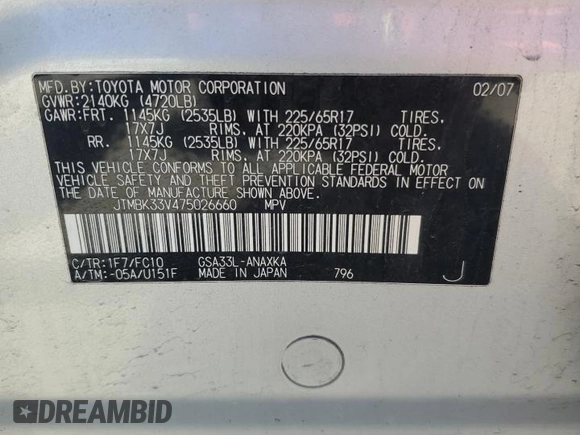 MFD.BY:TOYOTA MOTOR CORPORATION 02/07
GVWR:2140KG (4720LB)
GAWR:FRT. 1145KG (2535LB) WITH 225/65R17 TIRES,
17X7J RIMS, AT 220KPA (32PSI) COLD.
RR. 1145KG (2535LB) WITH 225/65R17 TIRES,
17X7J RIMS, AT 220KPA (32PSI) COLD.
THIS VEHICLE CONFORMS TO ALL APPLICABLE FEDERAL MOTOR
VEHICLE SAFETY AND THEFT PREVENTION STANDARDS IN EFFECT ON
THE DATE OF MANUFACTURE SHOWN ABOVE.
JTMBK33V475026660 MPV
C/TR:1F7/FC10 GSA33L-ANAXKA
A/TM:-05A/U151F MADE IN JAPAN 796 J
DREAMBID